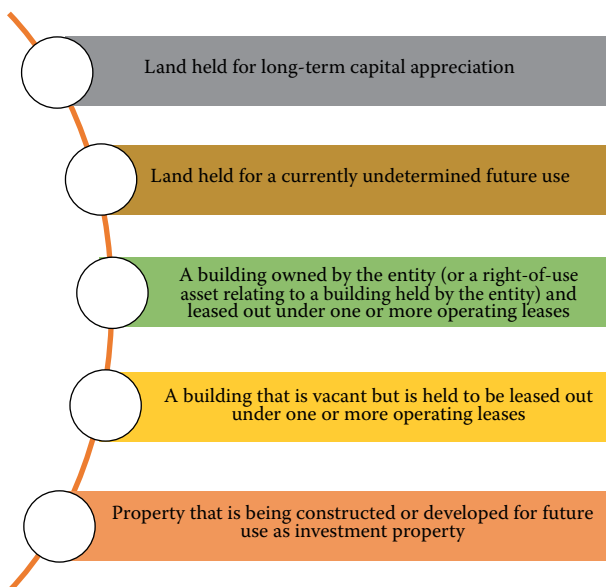 Land held for long-term capital appreciation
Land held for a currently undetermined future use
A building owned by the entity (or a right-of-use
asset relating to a building held by the entity) and
leased out under one or more operating leases
A building that is vacant but is held to be leased out
under one or more operating leases
Property that is being constructed or developed for future
use as investment property